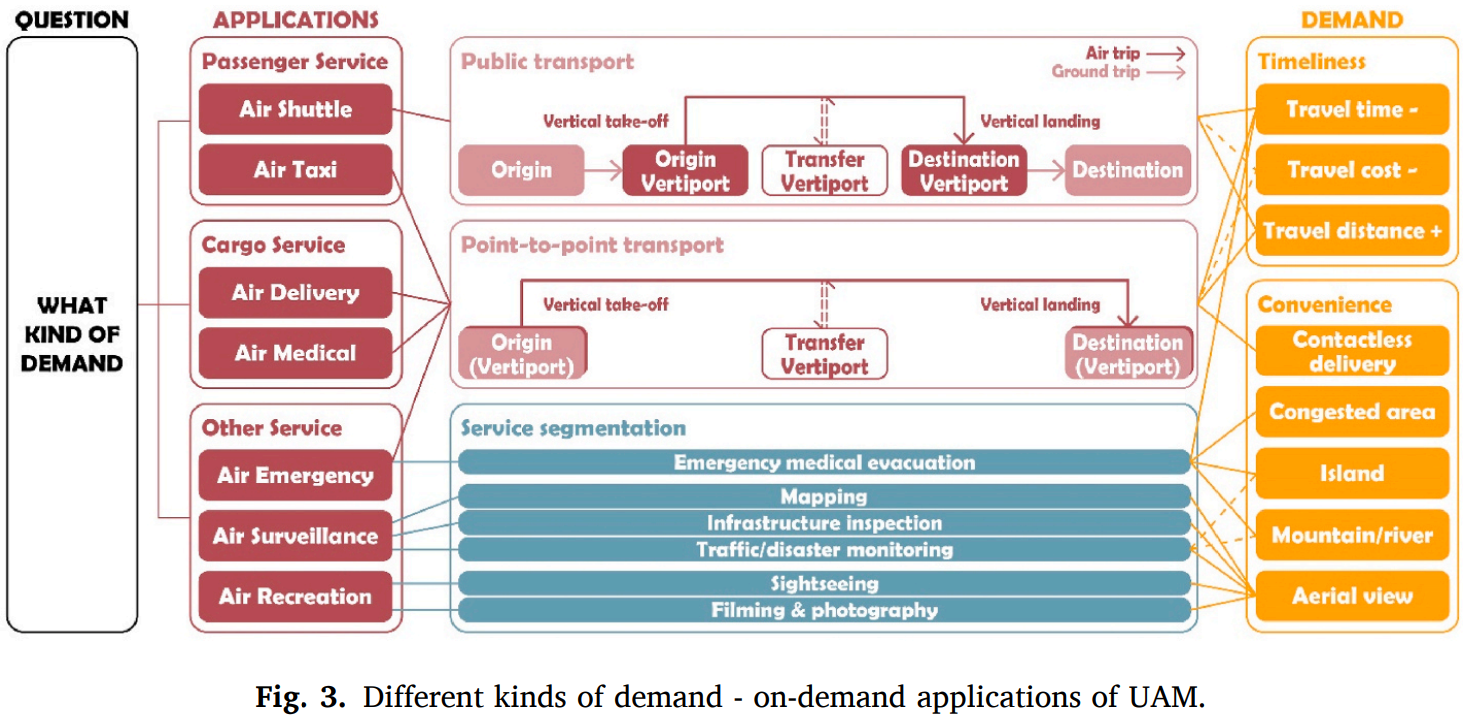 QUESTION
APPLICATIONS
DEMAND
WHAT
KIND OF
DEMAND
Passenger Service
Air Shuttle
Air Taxi
Cargo Service
Air Delivery
Air Medical
Other Service
Air Emergency
Air Surveillance
Air Recreation
Public transport
Air trip
Ground trip
Vertical take-off
Vertical landing
Origin
Origin
Vertiport
Transfer
Vertiport
Destination
Vertiport
Destination
Point-to-point transport
Vertical take-off
Vertical landing
Origin
(Vertiport)
Transfer
Vertiport
Destination
(Vertiport)
Service segmentation
Emergency medical evacuation
Mapping
Infrastructure inspection
Traffic/disaster monitoring
Sightseeing
Filming & photography
Timeliness
Travel time -
Travel cost -
Travel distance +
Convenience
Contactless
delivery
Congested area
Island
Mountain/river
Aerial view
Fig. 3. Different kinds of demand - on-demand applications of UAM.